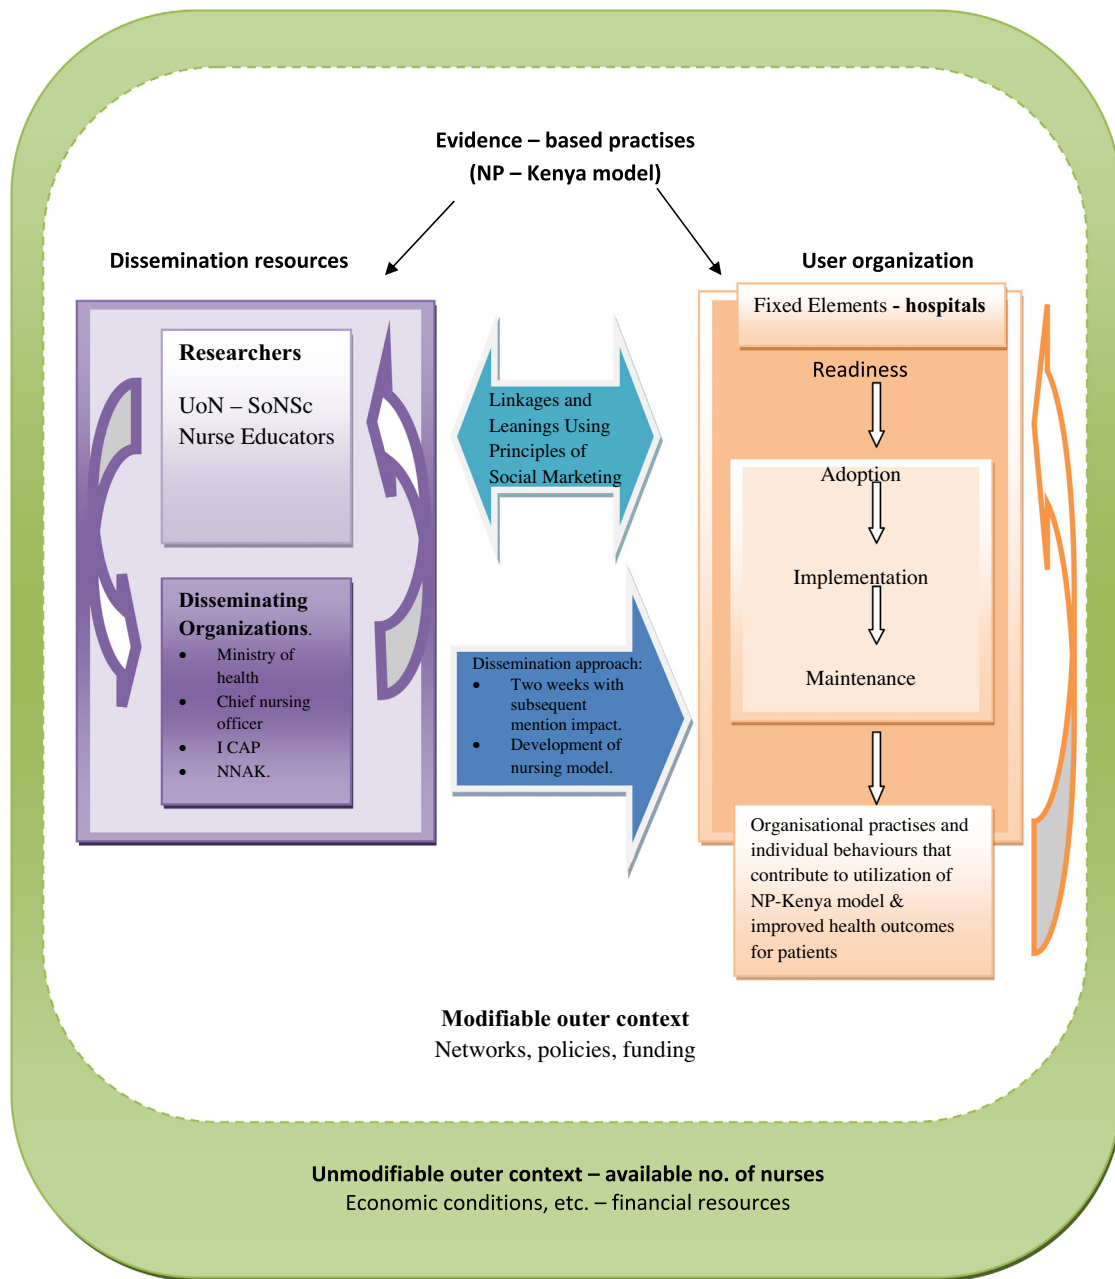 Evidence – based practises
(NP – Kenya model)
Dissemination resources
User organization
Researchers
UoN – SoNSc
Nurse Educators
Disseminating
Organizations.
• Ministry of
health
• Chief nursing
officer
• I CAP
• NNAK.
Linkages and
Leanings Using
Principles of
Social Marketing
Dissemination approach:
• Two weeks with
subsequent
mention impact.
• Development of
nursing model.
Fixed Elements - hospitals
Readiness
Adoption
Implementation
Maintenance
Organisational practises and
individual behaviours that
contribute to utilization of
NP-Kenya model &
improved health outcomes
for patients
Modifiable outer context
Networks, policies, funding
Unmodifiable outer context – available no. of nurses
Economic conditions, etc. – financial resources